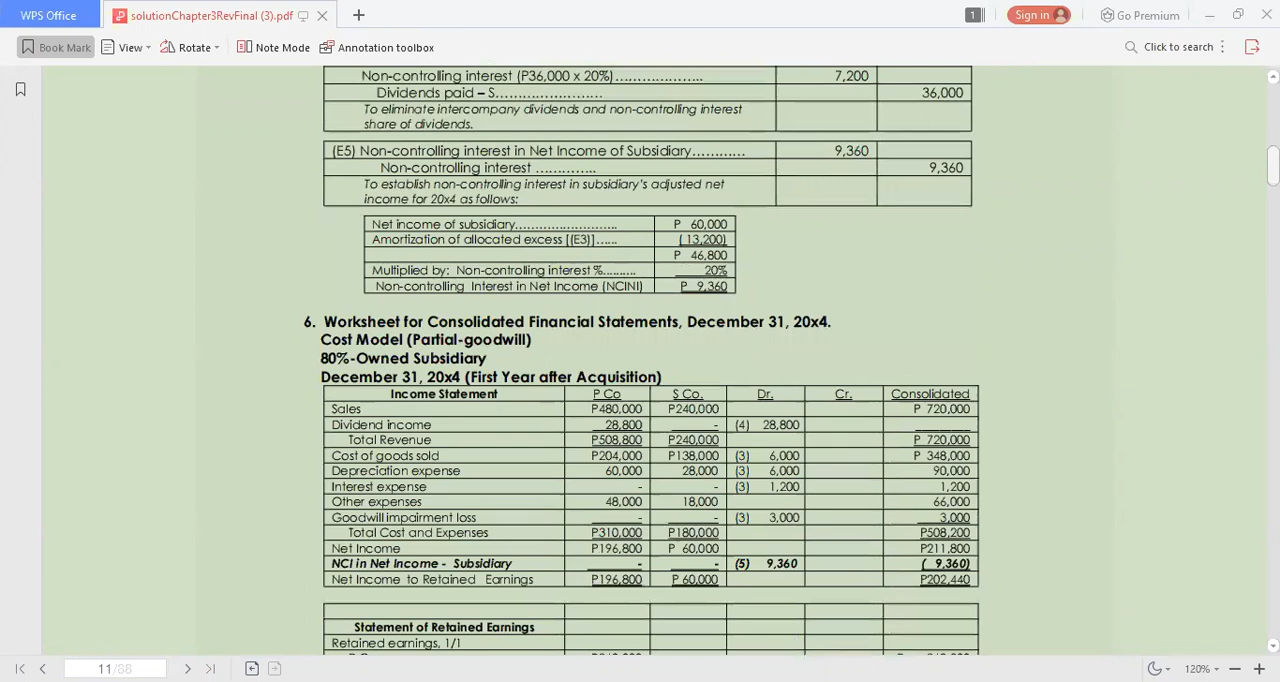 WPS Office
solutionChapter3RevFinal (3).pdf
1
Sign in
Go Premium
Book Mark
View
Rotate
Note Mode
Annotation toolbox
Click to search
Non-controlling interest (P36,000 x 20%)………………….. 7,200
Dividends paid – S…………………… 36,000
To eliminate intercompany dividends and non-controlling interest
share of dividends.
(E5) Non-controlling interest in Net Income of Subsidiary………… 9,360
Non-controlling interest ………….. 9,360
To establish non-controlling interest in subsidiary's adjusted net
income for 20x4 as follows:
Net income of subsidiary…………………….. P 60,000
Amortization of allocated excess [(E3)]…... ( 13,200)
P 46,800
Multiplied by: Non-controlling interest %.......... 20%
Non-controlling Interest in Net Income (NCINI) P 9,360
6. Worksheet for Consolidated Financial Statements, December 31, 20x4.
Cost Model (Partial-goodwill)
80%-Owned Subsidiary
December 31, 20x4 (First Year after Acquisition)
Income Statement P Co S Co. Dr. Cr. Consolidated
Sales P480,000 P240,000 P 720,000
Dividend income 28,800 - (4) 28,800 ________
Total Revenue P508,800 P240,000 P 720,000
Cost of goods sold P204,000 P138,000 (3) 6,000 P 348,000
Depreciation expense 60,000 28,000 (3) 6,000 90,000
Interest expense - - (3) 1,200 1,200
Other expenses 48,000 18,000 66,000
Goodwill impairment loss - - (3) 3,000 3,000
Total Cost and Expenses P310,000 P180,000 P508,200
Net Income P196,800 P 60,000 P211,800
NCI in Net Income - Subsidiary - - (5) 9,360 ( 9,360)
Net Income to Retained Earnings P196,800 P 60,000 P202,440
Statement of Retained Earnings
Retained earnings, 1/1
11/88
120%